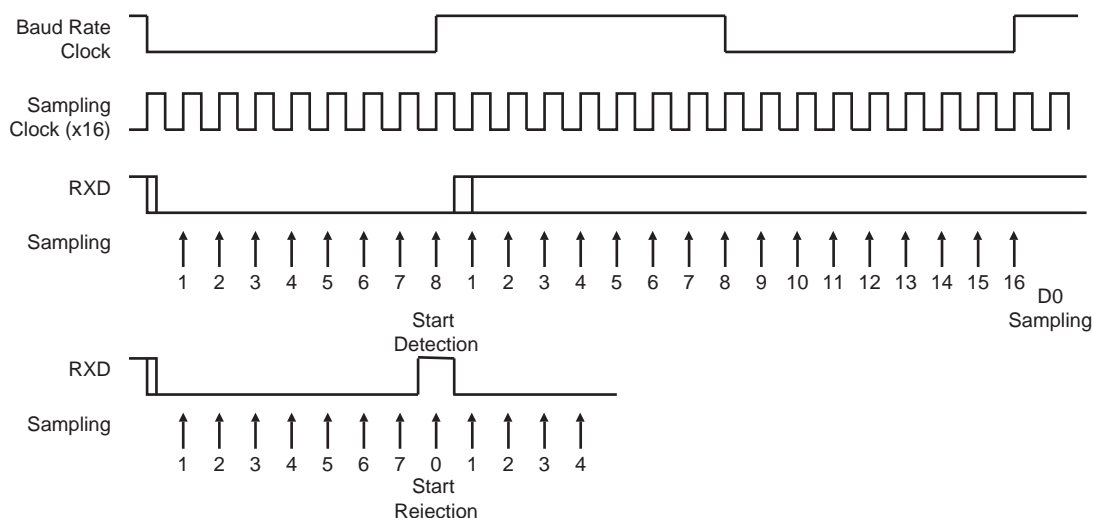 Baud Rate
Clock
Sampling
Clock (x16)
RXD
Sampling
1 2 3 4 5 6 7 8 1 2 3 4 5 6 7 8 9 10 11 12 13 14 15 16
D0
Sampling
Start
Detection
RXD
Sampling
1 2 3 4 5 6 7 0 1 2 3 4
Start
Rejection